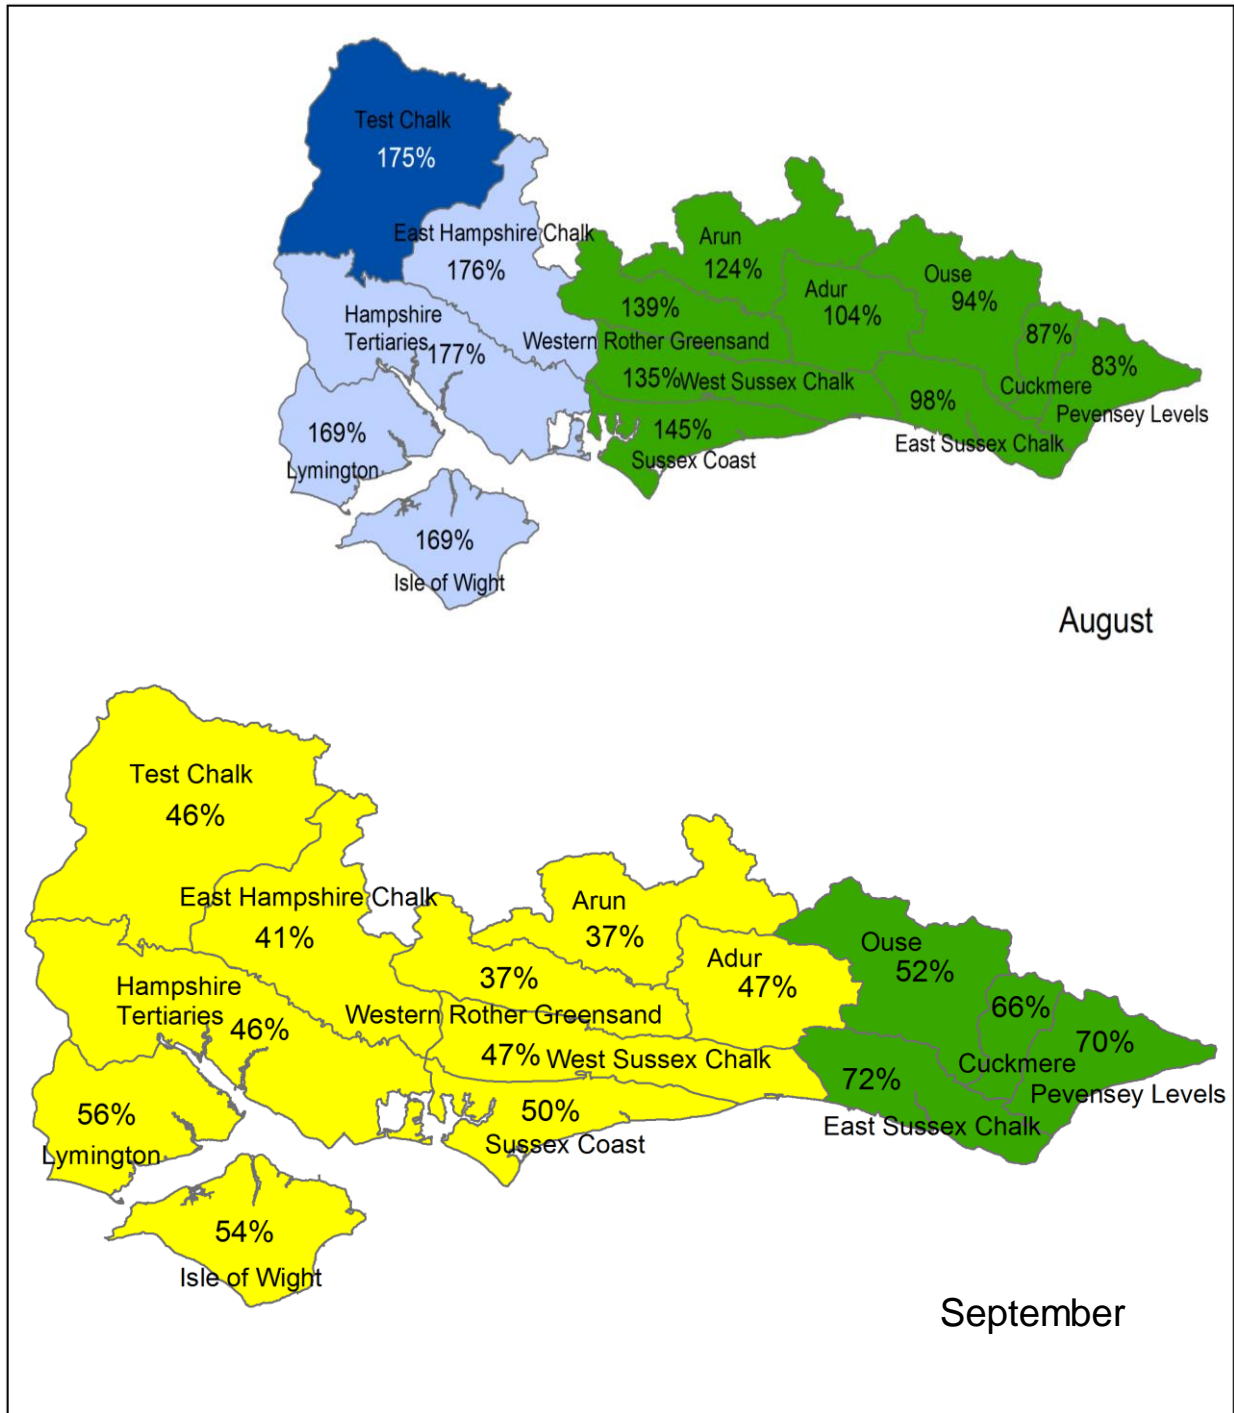 Test Chalk
175%
East Hampshire Chalk
176%
Hampshire
Tertiaries
177%
169%
Lymington
169%
Isle of Wight
Arun
124%
139%
Western Rother Greensand
135%
West Sussex Chalk
145%
Sussex Coast
Adur
104%
Ouse
94%
87%
Cuckmere
83%
Pevensey Levels
98%
East Sussex Chalk
August
Test Chalk
46%
East Hampshire Chalk
41%
Hampshire
Tertiaries
46%
56%
Lymington
54%
Isle of Wight
Arun
37%
37%
Western Rother Greensand
47%
West Sussex Chalk
50%
Sussex Coast
Adur
47%
Ouse
52%
66%
Cuckmere
70%
Pevensey Levels
72%
East Sussex Chalk
September